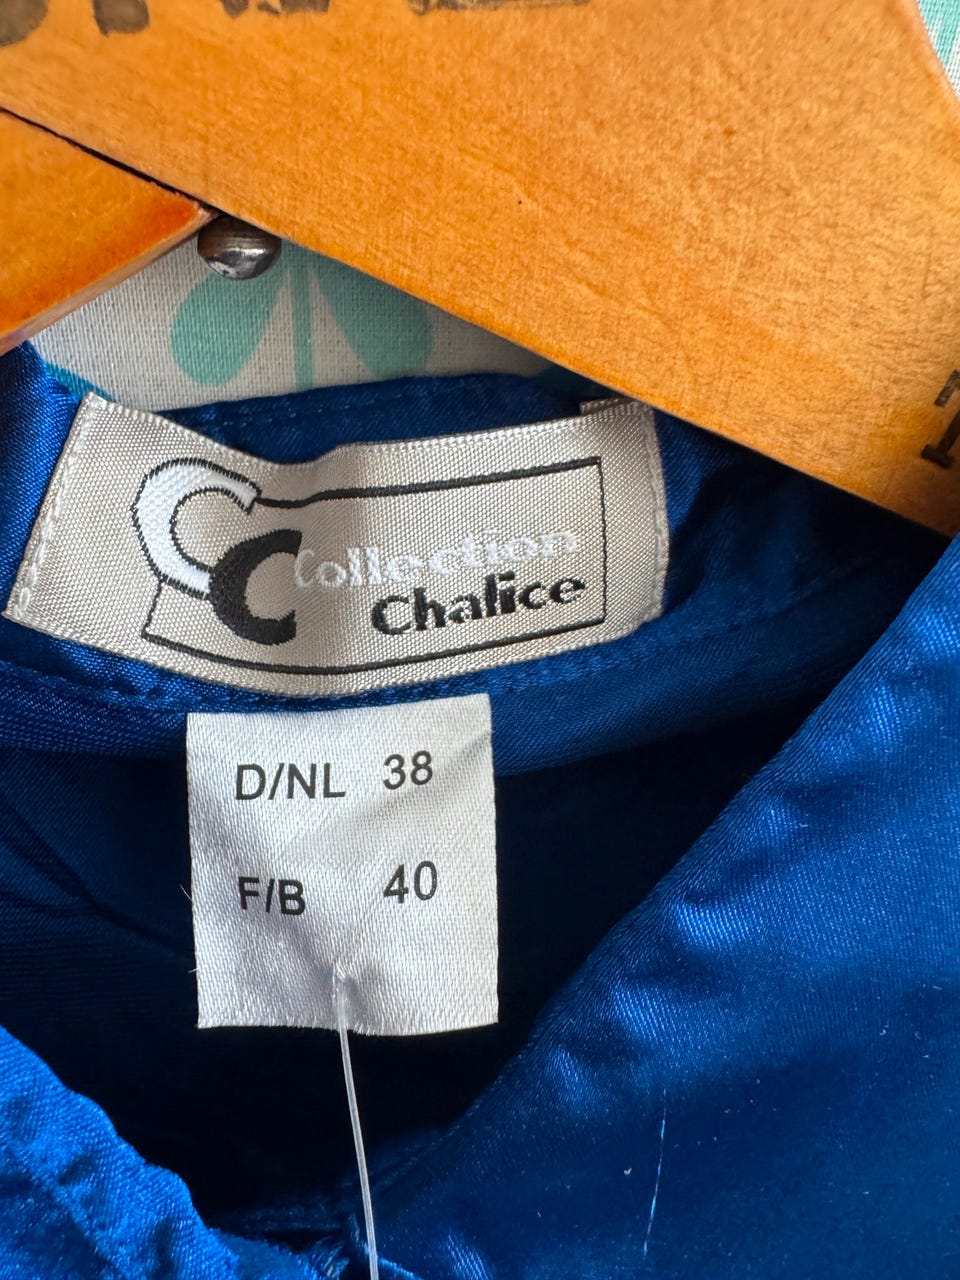 Collection
Chalice
D/NL 38
F/B 40